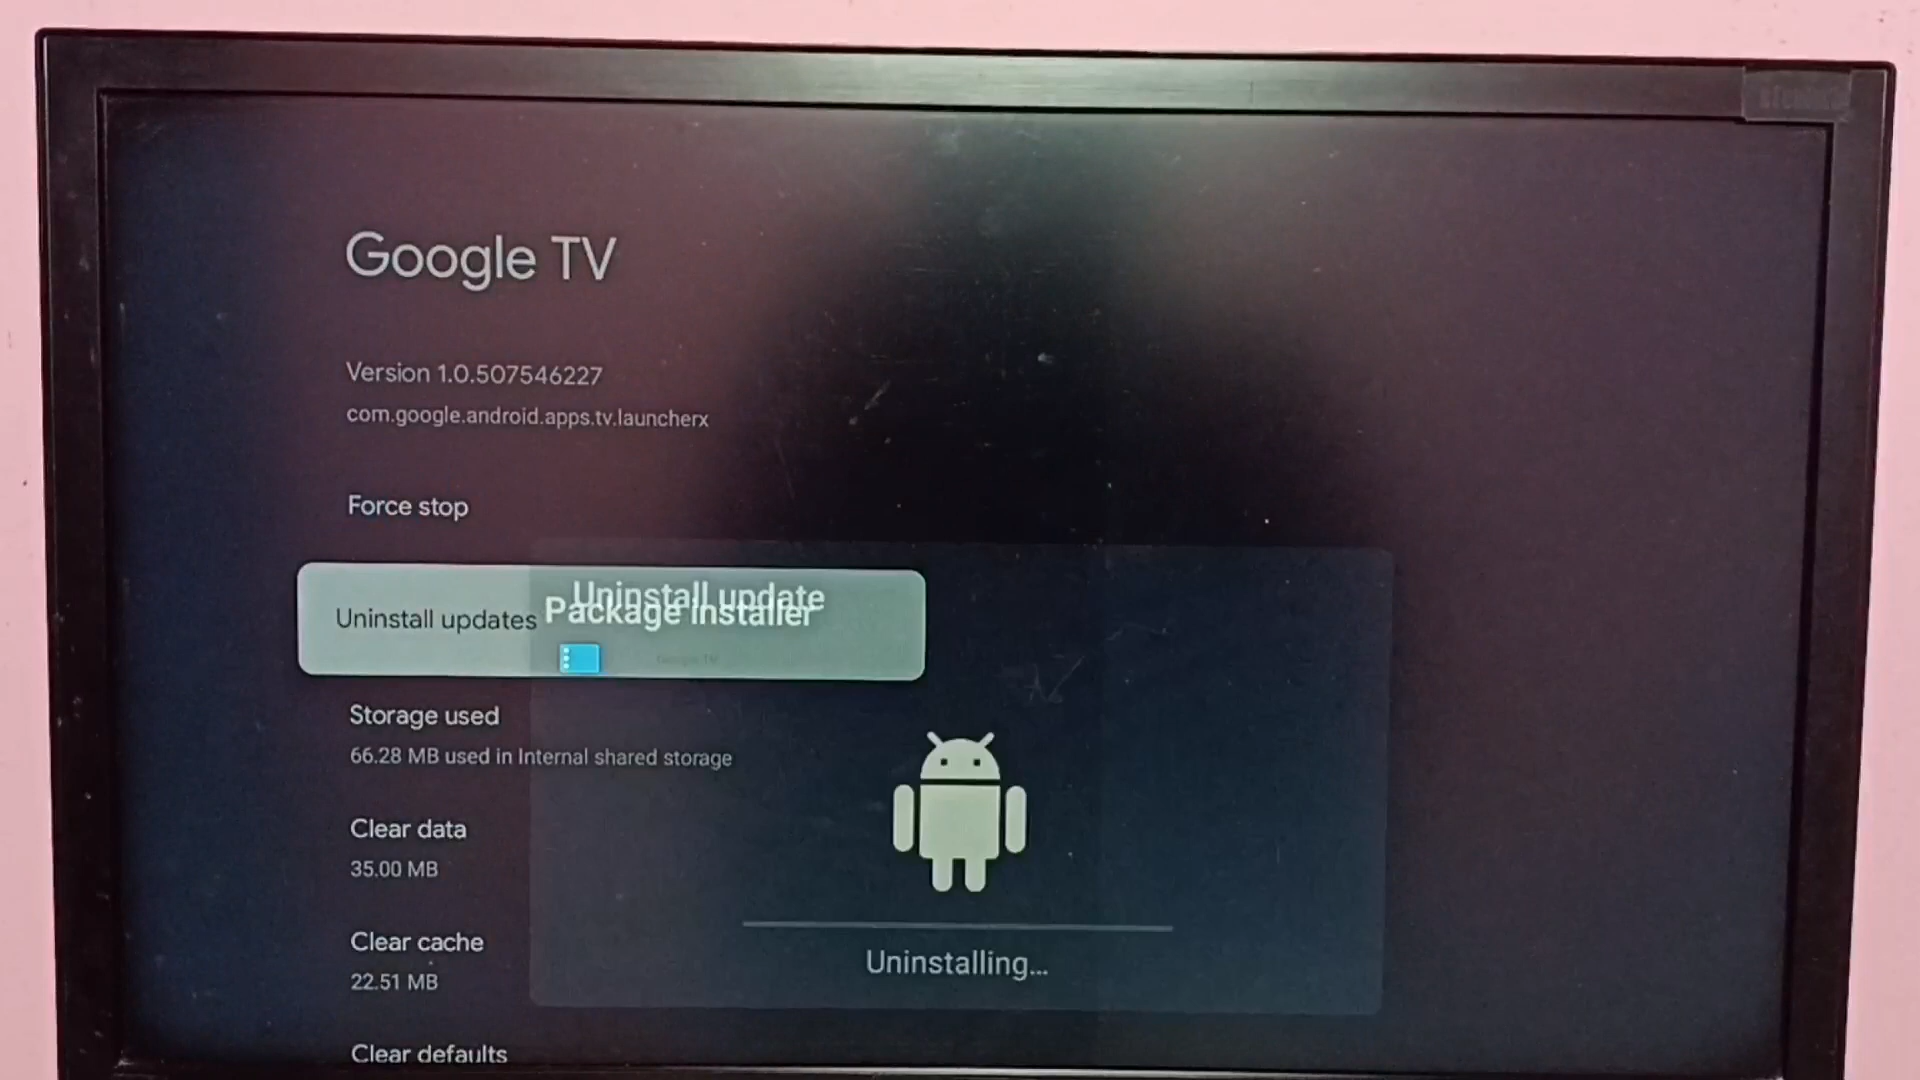 Google TV
Version 1.0.507546227
com.google.android.apps.tv.launcherx
Force stop
Uninstall updates
Uninstall update
Package installer
Google TV
Storage used
66.28 MB used in Internal shared storage
Clear data
35.00 MB
Uninstalling...
Clear cache
22.51 MB
Clear defaults